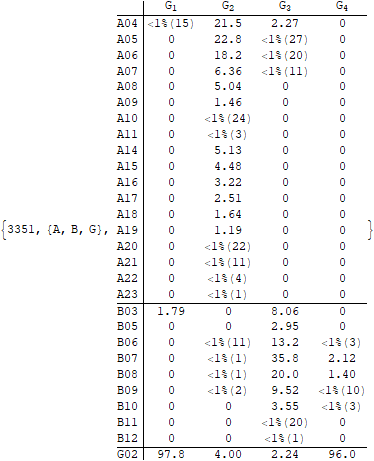 G1 G2 G3 G4
A04 <1%(15) 21.5 2.27 0
A05 0 22.8 <1%(27) 0
A06 0 18.2 <1%(20) 0
A07 0 6.36 <1%(11) 0
A08 0 5.04 0 0
A09 0 1.46 0 0
A10 0 <1%(24) 0 0
A11 0 <1%(3) 0 0
A14 0 5.13 0 0
A15 0 4.48 0 0
A16 0 3.22 0 0
A17 0 2.51 0 0
A18 0 1.64 0 0
{3351, {A, B, G}, A19 0 1.19 0 0 }
A20 0 <1%(22) 0 0
A21 0 <1%(11) 0 0
A22 0 <1%(4) 0 0
A23 0 <1%(1) 0 0
B03 1.79 0 8.06 0
B05 0 0 2.95 0
B06 0 <1%(11) 13.2 <1%(3)
B07 0 <1%(1) 35.8 2.12
B08 0 <1%(1) 20.0 1.40
B09 0 <1%(2) 9.52 <1%(10)
B10 0 0 3.55 <1%(3)
B11 0 0 <1%(20) 0
B12 0 0 <1%(1) 0
G02 97.8 4.00 2.24 96.0